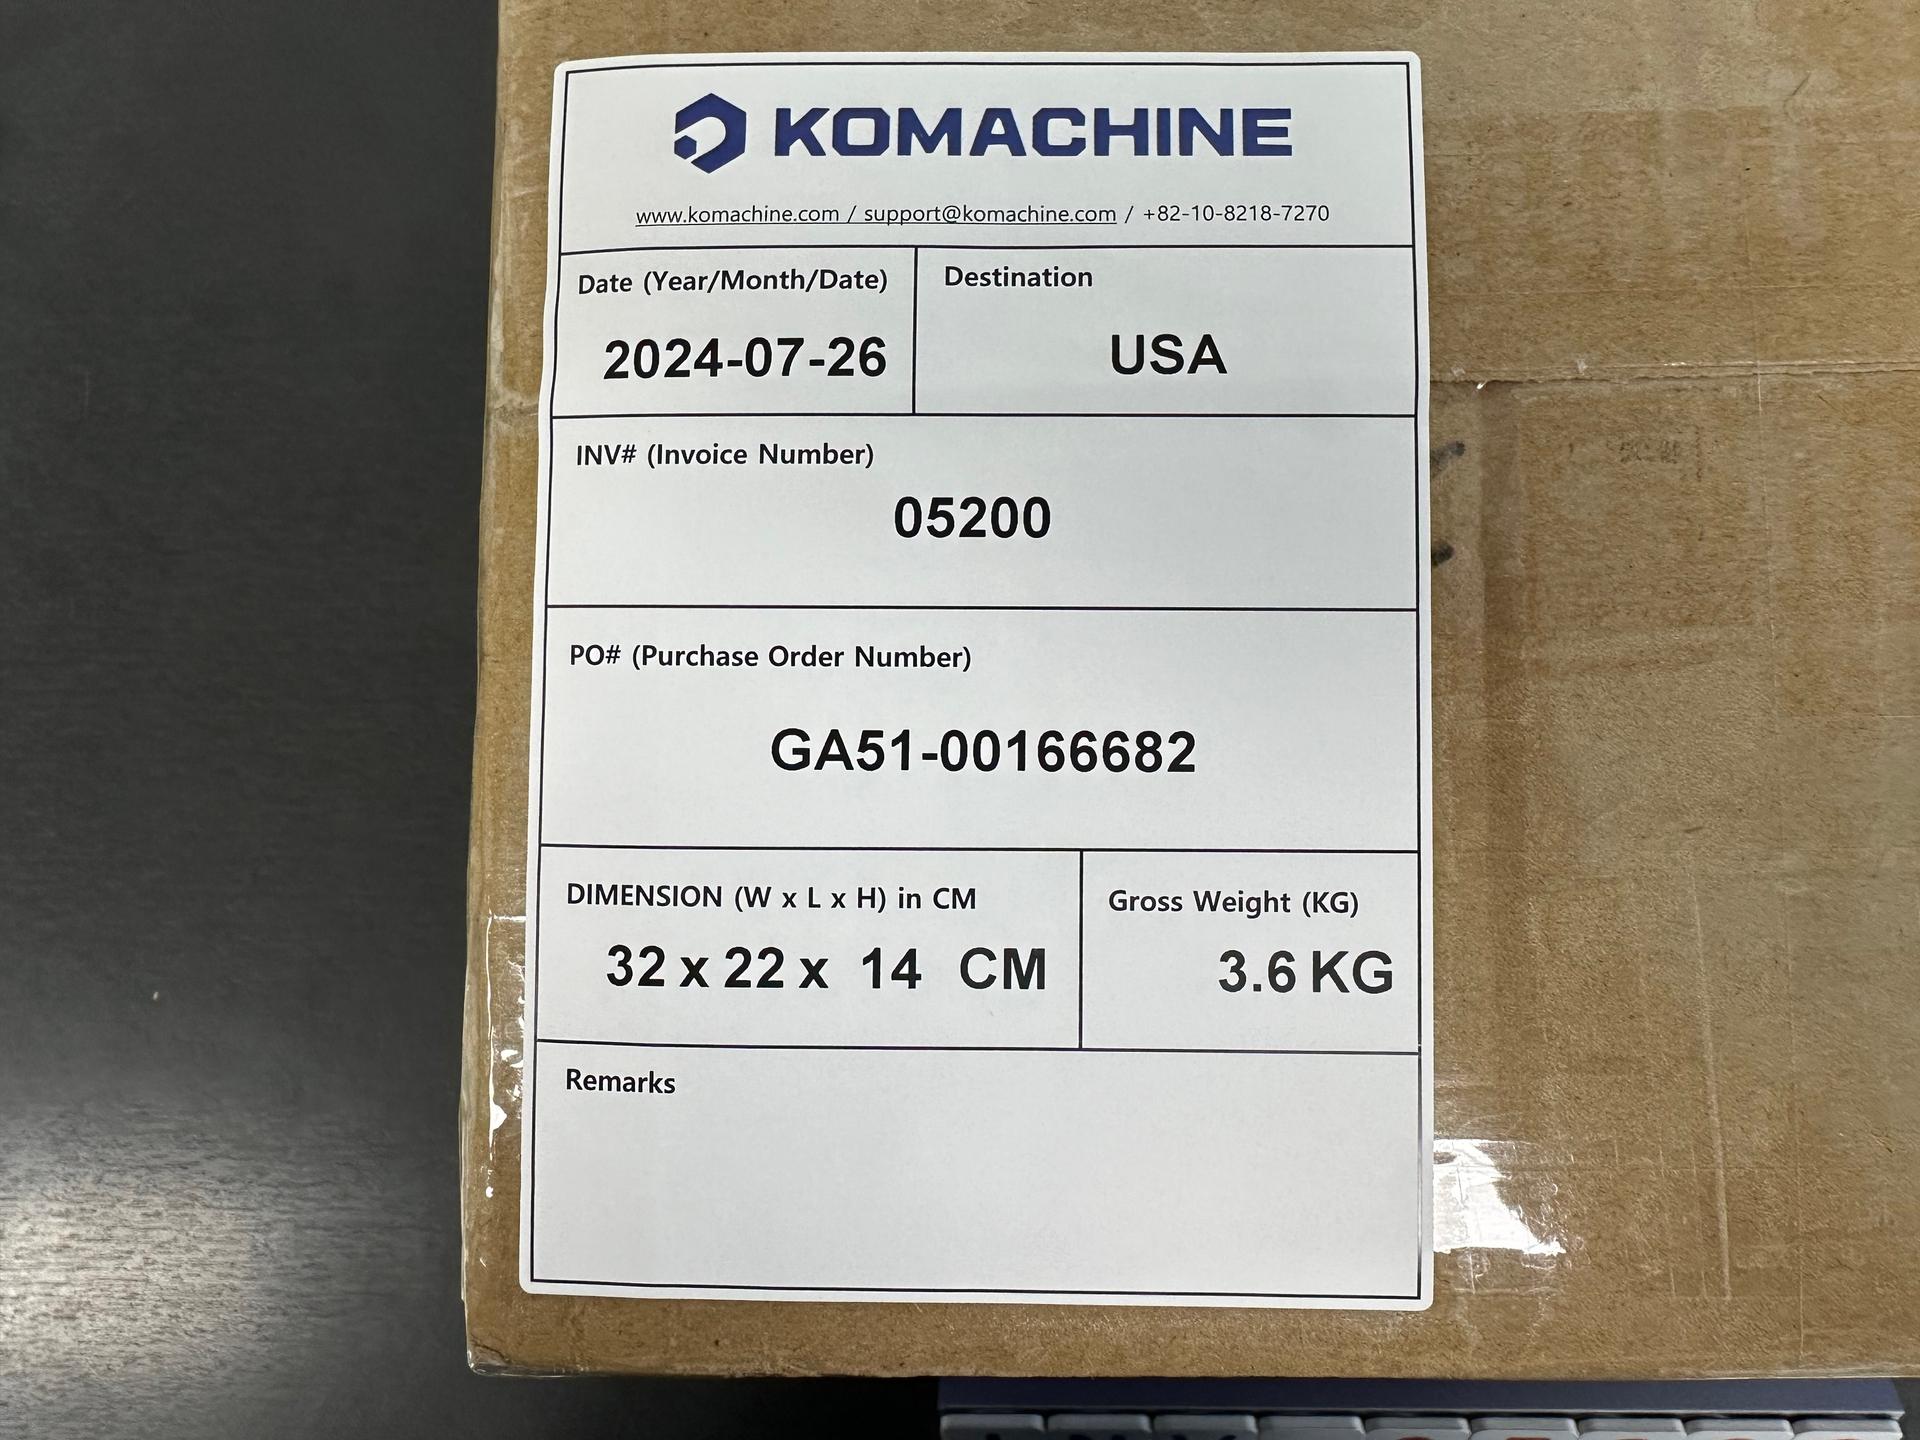 KOMACHINE
www.komachine.com / support@komachine.com / +82-10-8218-7270
Date (Year/Month/Date)
2024-07-26
Destination
USA
INV# (Invoice Number)
05200
PO# (Purchase Order Number)
GA51-00166682
DIMENSION (W x L x H) in CM
32 x 22 x 14 CM
Gross Weight (KG)
3.6 KG
Remarks